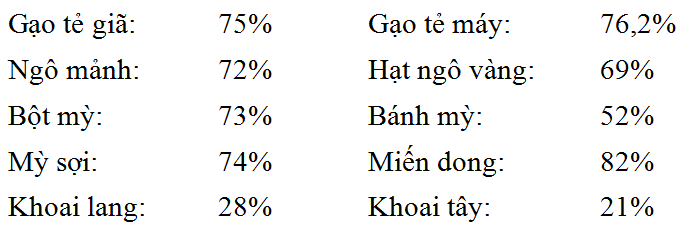 Gạo tẻ giã: 75% Gạo tẻ máy: 76,2%
Ngô mảnh: 72% Hạt ngô vàng: 69%
Bột mỳ: 73% Bánh mỳ: 52%
Mỳ sợi: 74% Miến dong: 82%
Khoai lang: 28% Khoai tây: 21%